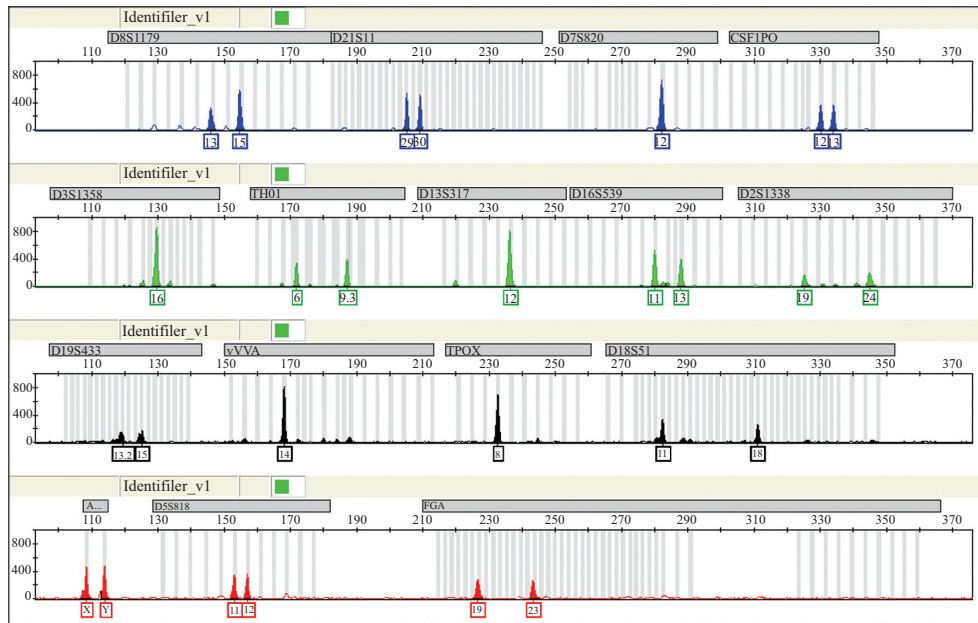 Identifiler_v1
D8S1179 D21S11 D7S820 CSF1PO
110 130 150 170 190 210 230 250 270 290 310 330 350 370
800
400
0
13 15 29 30 12 12 13
Identifiler_v1
D3S1358 TH01 D13S317 D16S539 D2S1338
110 130 150 170 190 210 230 250 270 290 310 330 350 370
800
400
0
16 6 9.3 12 11 13 19 24
Identifiler_v1
D19S433 vVVA TPOX D18S51
110 130 150 170 190 210 230 250 270 290 310 330 350 370
800
400
0
13.2 15 14 8 11 18
Identifiler_v1
A... D5S818 FGA
110 130 150 170 190 210 230 250 270 290 310 330 350 370
800
400
0
X Y 11 12 19 23